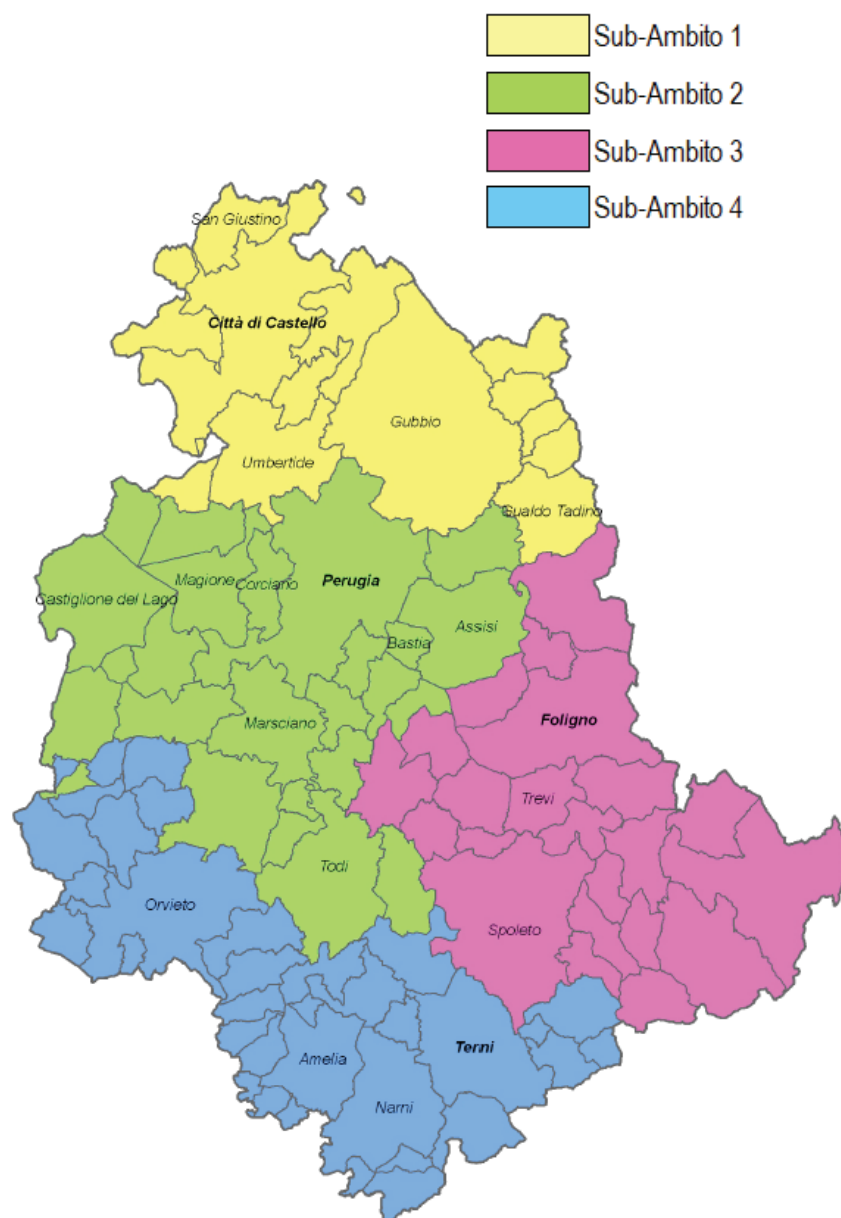 Sub-Ambito 1
Sub-Ambito 2
Sub-Ambito 3
Sub-Ambito 4
San Giustino
Città di Castello
Gubbio
Umbertide
Gualdo Tadino
Magione
Corciano
Perugia
Castiglione del Lago
Assisi
Bastia
Marsciano
Foligno
Trevi
Todi
Orvieto
Spoleto
Terni
Amelia
Narni